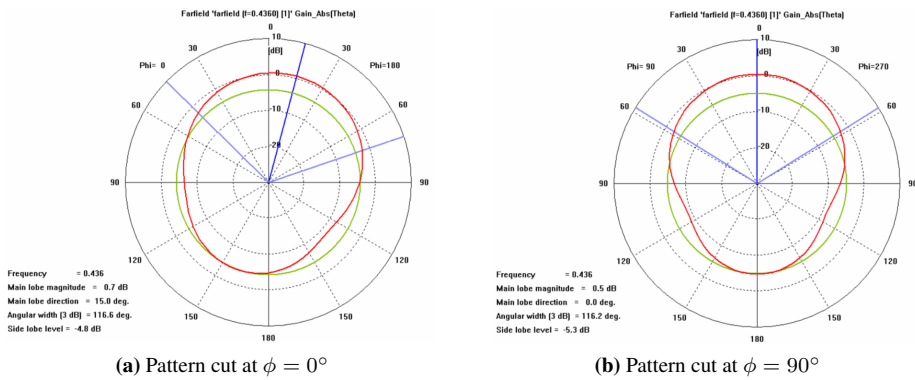 Farfield 'farfield (f=0.4360) [1]' Gain_Abs(Theta)
0
10
[dB]
30
30
Phi= 0
Phi=180
0
60
60
-10
-20
90
90
120
120
150
150
180
Frequency = 0.436
Main lobe magnitude = 0.7 dB
Main lobe direction = 15.0 deg.
Angular width (3 dB) = 116.6 deg.
Side lobe level = -4.8 dB
(a) Pattern cut at ϕ = 0°
Farfield 'farfield (f=0.4360) [1]' Gain_Abs(Theta)
0
10
[dB]
30
30
Phi= 90
Phi=270
0
60
60
-10
-20
90
90
120
120
150
150
180
Frequency = 0.436
Main lobe magnitude = 0.5 dB
Main lobe direction = 0.0 deg.
Angular width (3 dB) = 116.2 deg.
Side lobe level = -5.3 dB
(b) Pattern cut at ϕ = 90°